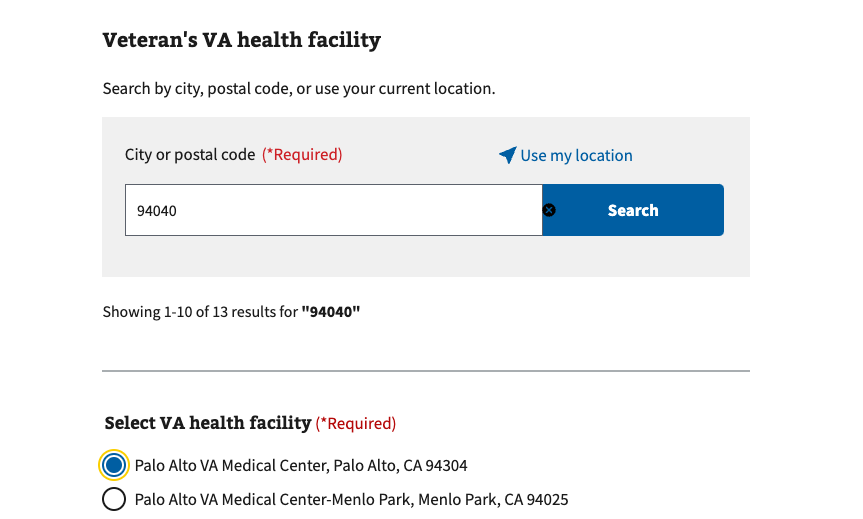 Veteran's VA health facility
Search by city, postal code, or use your current location.
City or postal code (*Required)
Use my location
94040
Search
Showing 1-10 of 13 results for "94040"
Select VA health facility (*Required)
Palo Alto VA Medical Center, Palo Alto, CA 94304
Palo Alto VA Medical Center-Menlo Park, Menlo Park, CA 94025